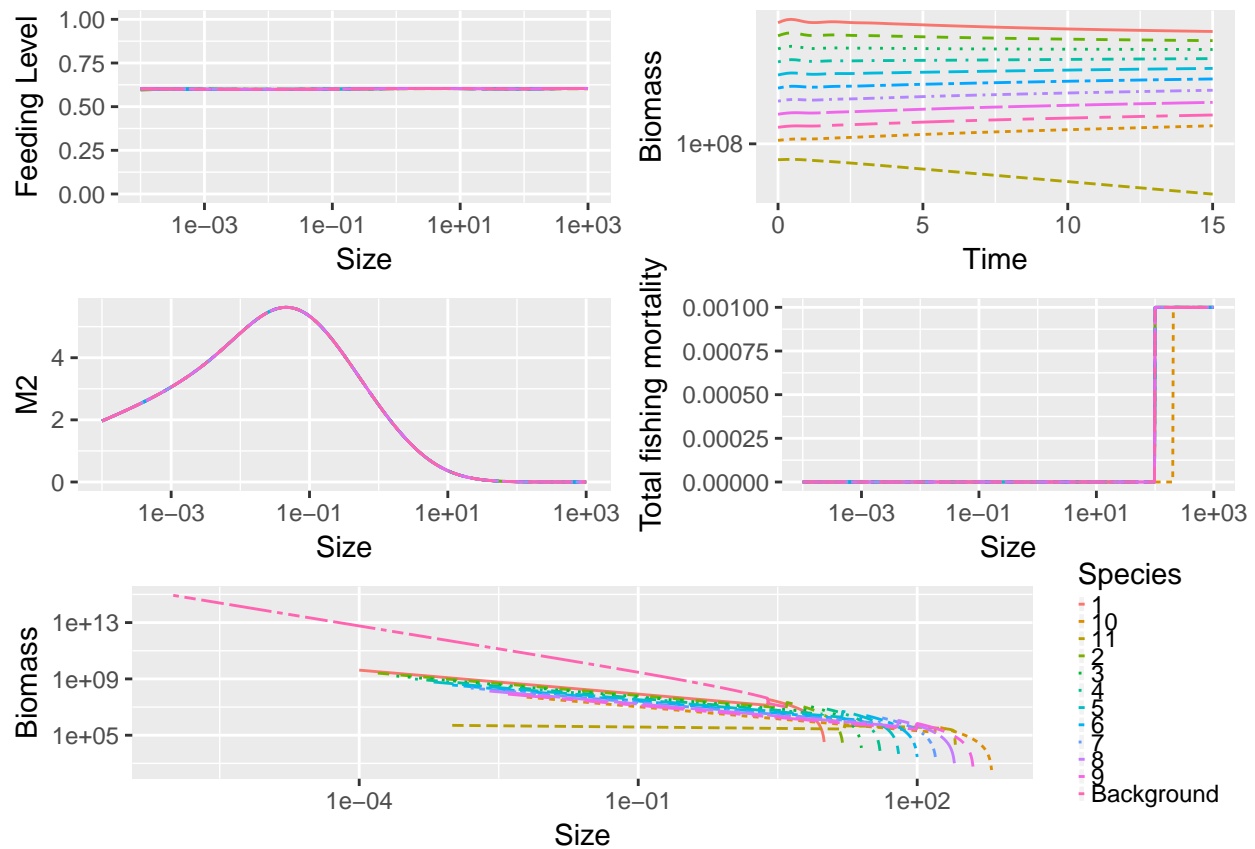 1.00
0.75
0.50
0.25
0.00
Feeding Level
1e−03
1e−01
1e+01
1e+03
Size
Biomass
1e+08
0
5
10
15
Time
M2
4
2
0
1e−03
1e−01
1e+01
1e+03
Size
Total fishing mortality
0.00100
0.00075
0.00050
0.00025
0.00000
1e−03
1e−01
1e+01
1e+03
Size
Biomass
1e+13
1e+09
1e+05
1e−04
1e−01
1e+02
Size
Species
1
10
11
2
3
4
5
6
7
8
9
Background